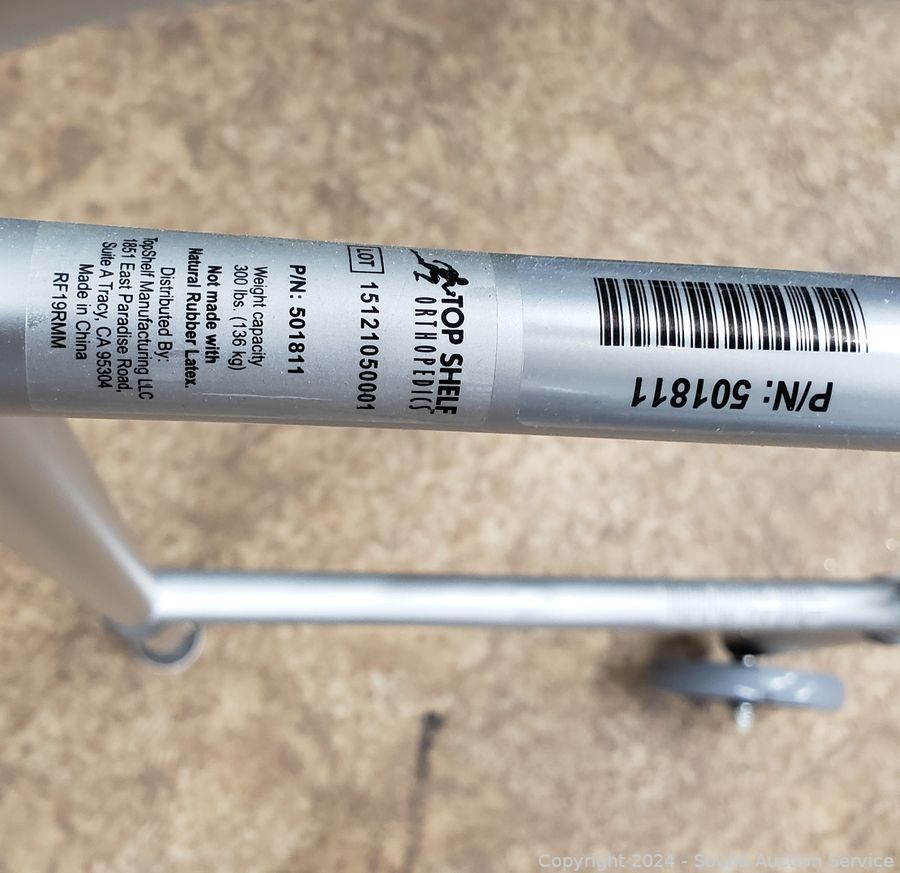 TOP SHELF
ORTHOPEDICS
LOT 15121050001
P/N: 501811
Weight capacity
300 lbs. (136 kg)
Not made with
Natural Rubber Latex.
Distributed By:
TopShelf Manufacturing LLC
1851 East Paradise Road,
Suite A Tracy, CA 95304
Made in China
RF19RMM
P/N: 501811
Copyright 2024 - Auction Service